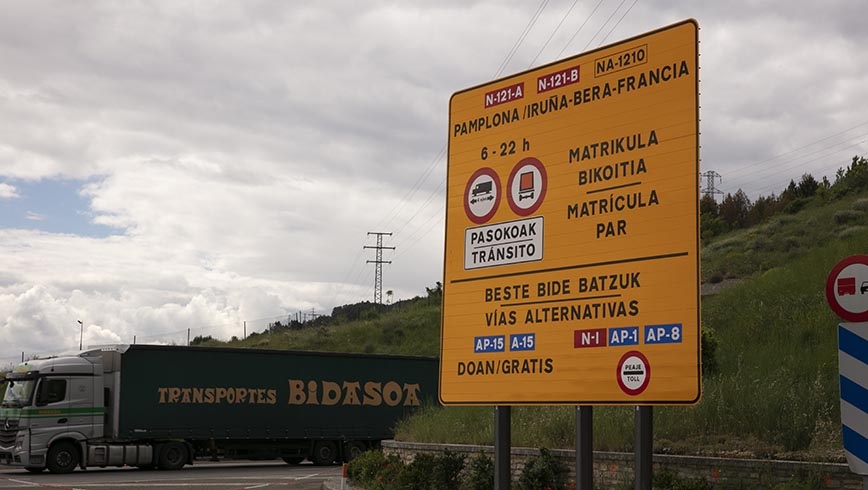 N-121-A N-121-B NA-1210
PAMPLONA/IRUÑA-BERA-FRANCIA
6 - 22 h
PASOKOAK
TRÁNSITO
MATRIKULA
BIKOITIA
MATRÍCULA
PAR
BESTE BIDE BATZUK
VÍAS ALTERNATIVAS
AP-15 A-15
DOAN/GRATIS
N-I AP-1 AP-8
PEAJE
TOLL
TRANSPORTES BIDASOA